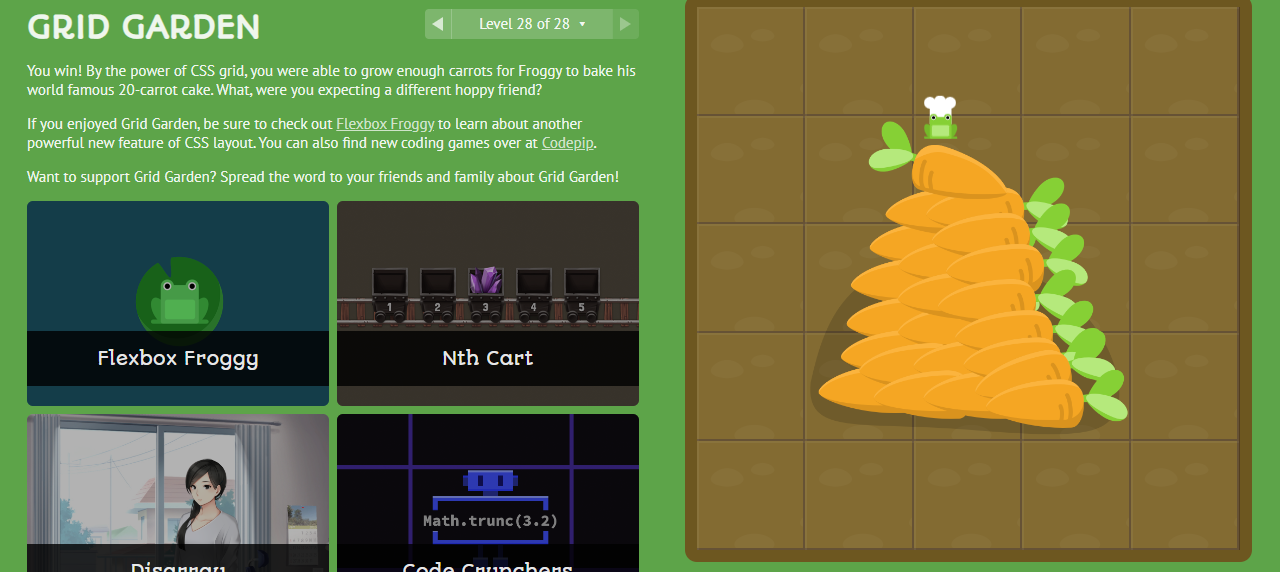 GRID GARDEN
Level 28 of 28
You win! By the power of CSS grid, you were able to grow enough carrots for Froggy to bake his
world famous 20-carrot cake. What, were you expecting a different hoppy friend?
If you enjoyed Grid Garden, be sure to check out Flexbox Froggy to learn about another
powerful new feature of CSS layout. You can also find new coding games over at Codepip.
Want to support Grid Garden? Spread the word to your friends and family about Grid Garden!
Flexbox Froggy
1 2 3 4 5
Nth Cart
Disarray
Math.trunc(3.2)
Code Crunchers